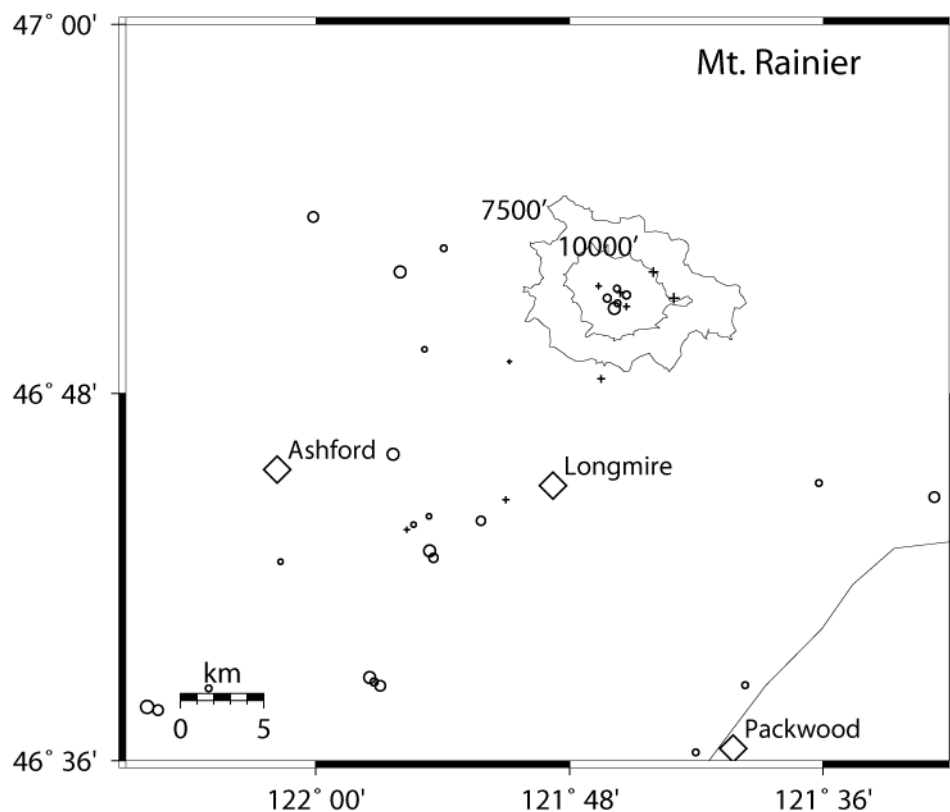 47° 00'
Mt. Rainier
7500’
10000’
46° 48'
Ashford
Longmire
km
0 5
Packwood
46° 36'
122° 00' 121° 48' 121° 36'